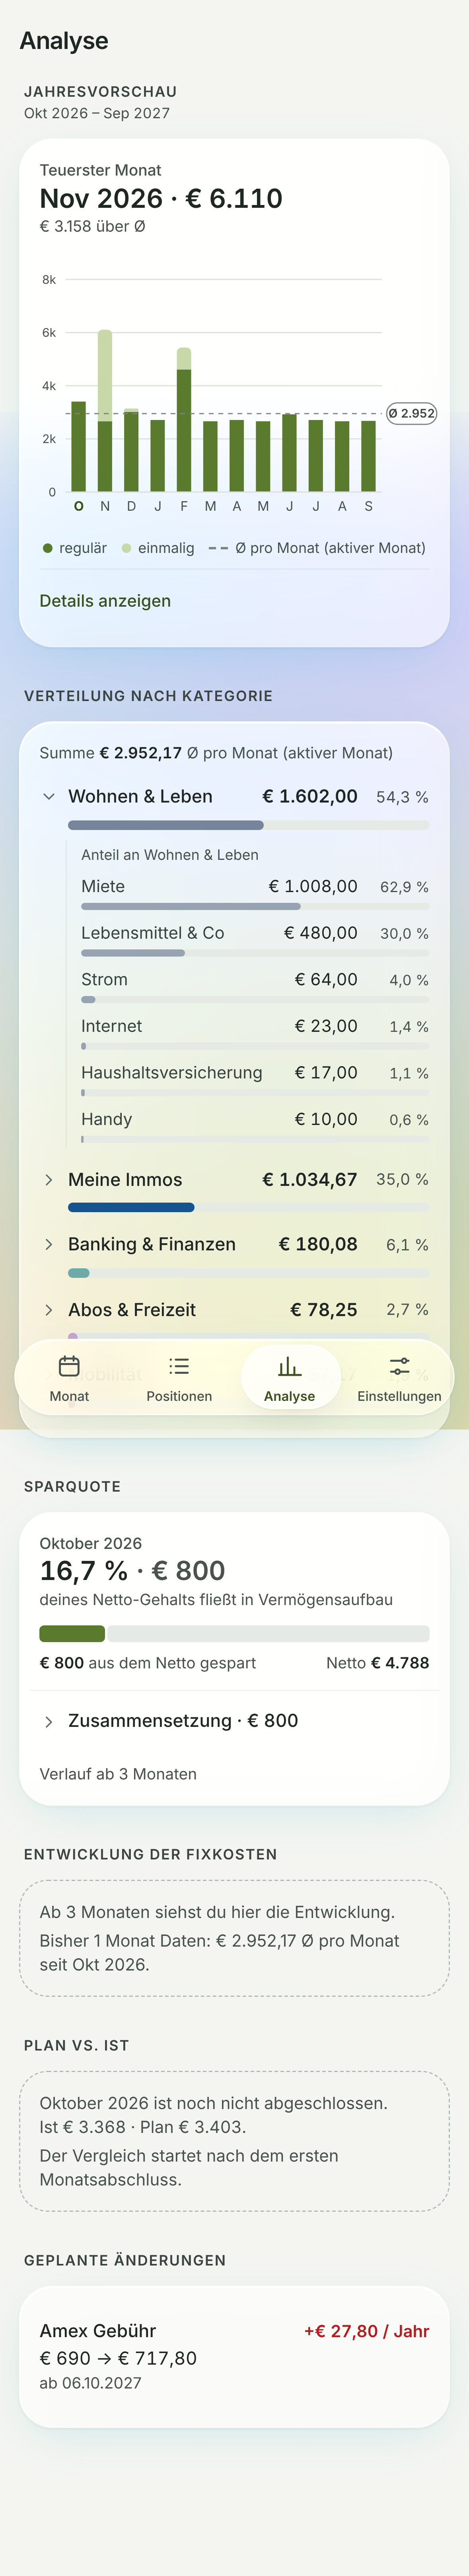 Analyse
JAHRESVORSCHAU
Okt 2026 – Sep 2027
Teuerster Monat
Nov 2026 · € 6.110
€ 3.158 über Ø
8k
6k
4k
Ø 2.952
2k
0
O N D J F M A M J J A S
regulär einmalig Ø pro Monat (aktiver Monat)
Details anzeigen
VERTEILUNG NACH KATEGORIE
Summe € 2.952,17 Ø pro Monat (aktiver Monat)
Wohnen & Leben € 1.602,00 54,3 %
Anteil an Wohnen & Leben
Miete € 1.008,00 62,9 %
Lebensmittel & Co € 480,00 30,0 %
Strom € 64,00 4,0 %
Internet € 23,00 1,4 %
Haushaltsversicherung € 17,00 1,1 %
Handy € 10,00 0,6 %
Meine Immos € 1.034,67 35,0 %
Banking & Finanzen € 180,08 6,1 %
Abos & Freizeit € 78,25 2,7 %
Mobilität
Monat Positionen Analyse Einstellungen
SPARQUOTE
Oktober 2026
16,7 % · € 800
deines Netto-Gehalts fließt in Vermögensaufbau
€ 800 aus dem Netto gespart Netto € 4.788
Zusammensetzung · € 800
Verlauf ab 3 Monaten
ENTWICKLUNG DER FIXKOSTEN
Ab 3 Monaten siehst du hier die Entwicklung.
Bisher 1 Monat Daten: € 2.952,17 Ø pro Monat
seit Okt 2026.
PLAN VS. IST
Oktober 2026 ist noch nicht abgeschlossen.
Ist € 3.368 · Plan € 3.403.
Der Vergleich startet nach dem ersten
Monatsabschluss.
GEPLANTE ÄNDERUNGEN
Amex Gebühr +€ 27,80 / Jahr
€ 690 → € 717,80
ab 06.10.2027